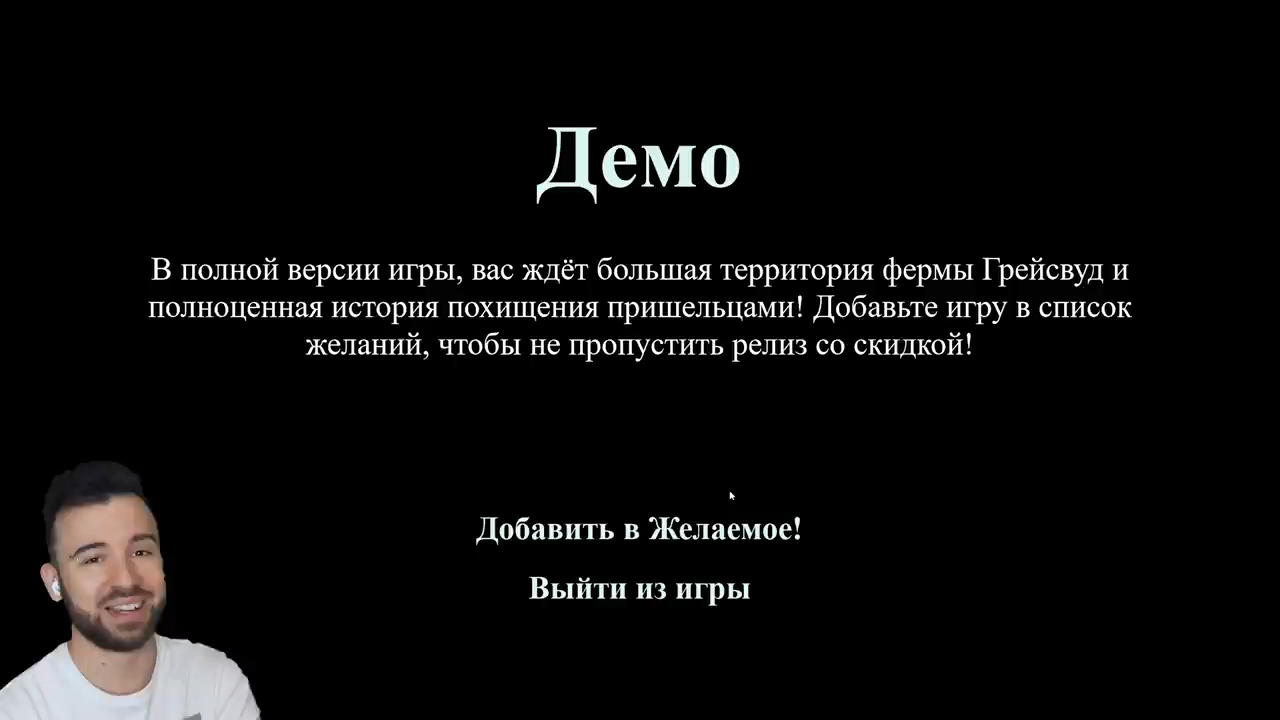 Демо
В полной версии игры, вас ждёт большая территория фермы Грейсвуд и
полноценная история похищения пришельцами! Добавьте игру в список
желаний, чтобы не пропустить релиз со скидкой!
Добавить в Желаемое!
Выйти из игры